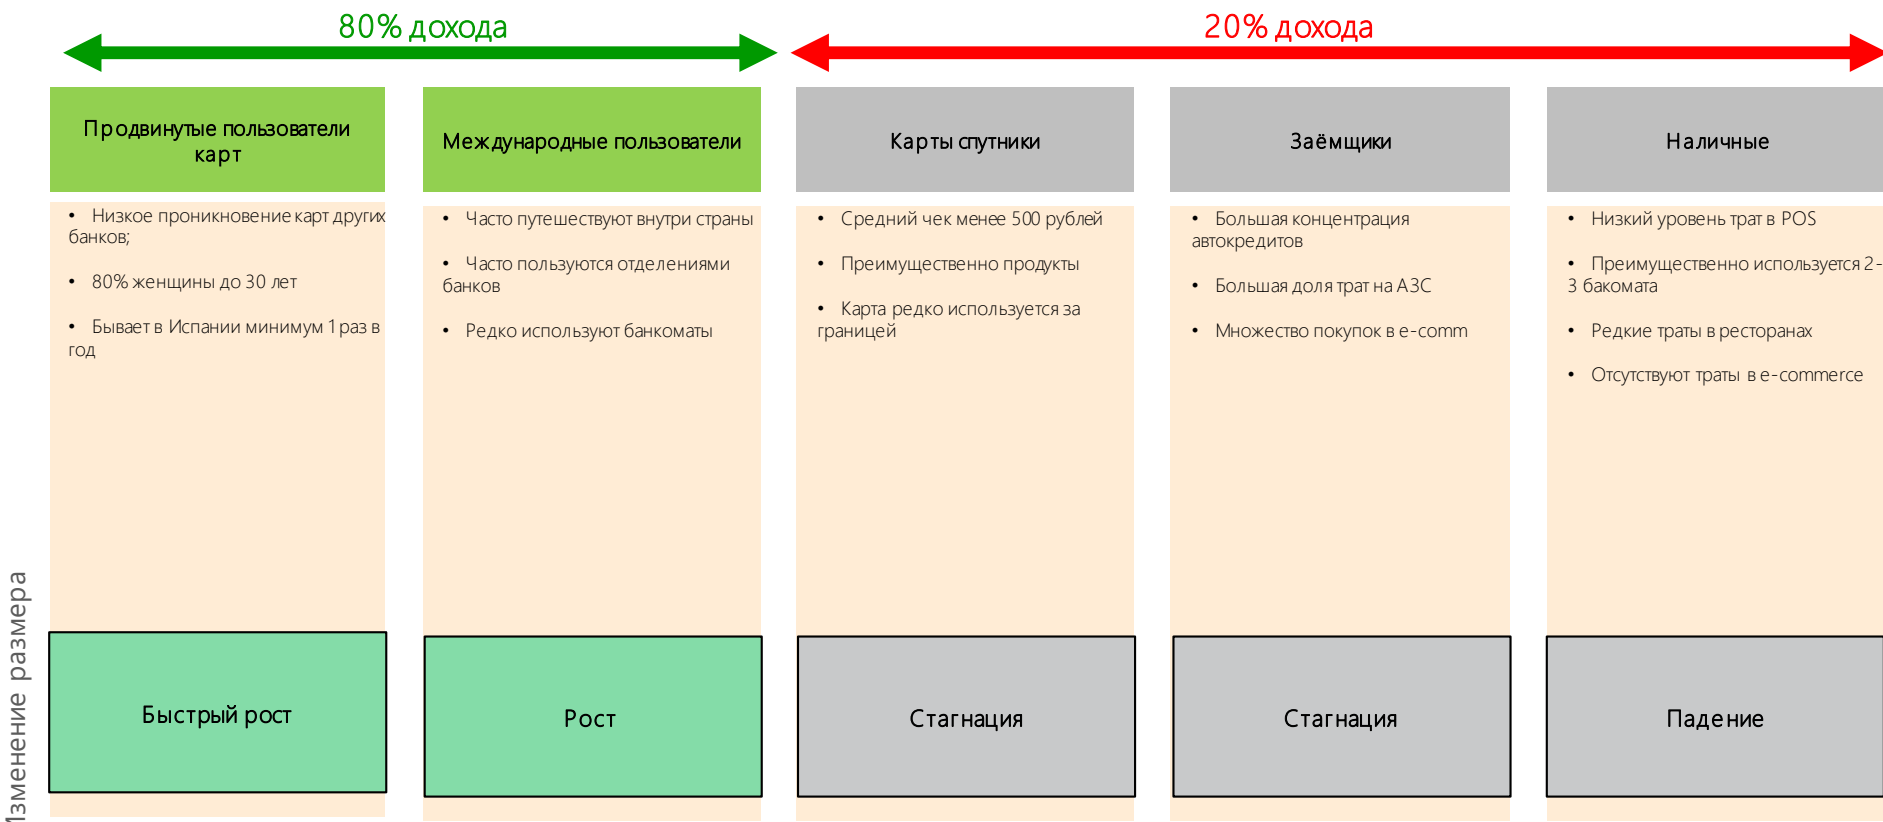 80% дохода
20% дохода
Продвинутые пользователи
карт
Международные пользователи
Карты спутники
Заёмщики
Наличные
• Низкое проникновение карт других
банков;
• 80% женщины до 30 лет
• Бывает в Испании минимум 1 раз в
год
• Часто путешествуют внутри страны
• Часто пользуются отделениями
банков
• Редко используют банкоматы
• Средний чек менее 500 рублей
• Преимущественно продукты
• Карта редко используется за
границей
• Большая концентрация
автокредитов
• Большая доля трат на АЗС
• Множество покупок в e-comm
• Низкий уровень трат в POS
• Преимущественно используется 2-
3 бакомата
• Редкие траты в ресторанах
• Отсутствуют траты в e-commerce
Изменение размера
Быстрый рост
Рост
Стагнация
Стагнация
Падение